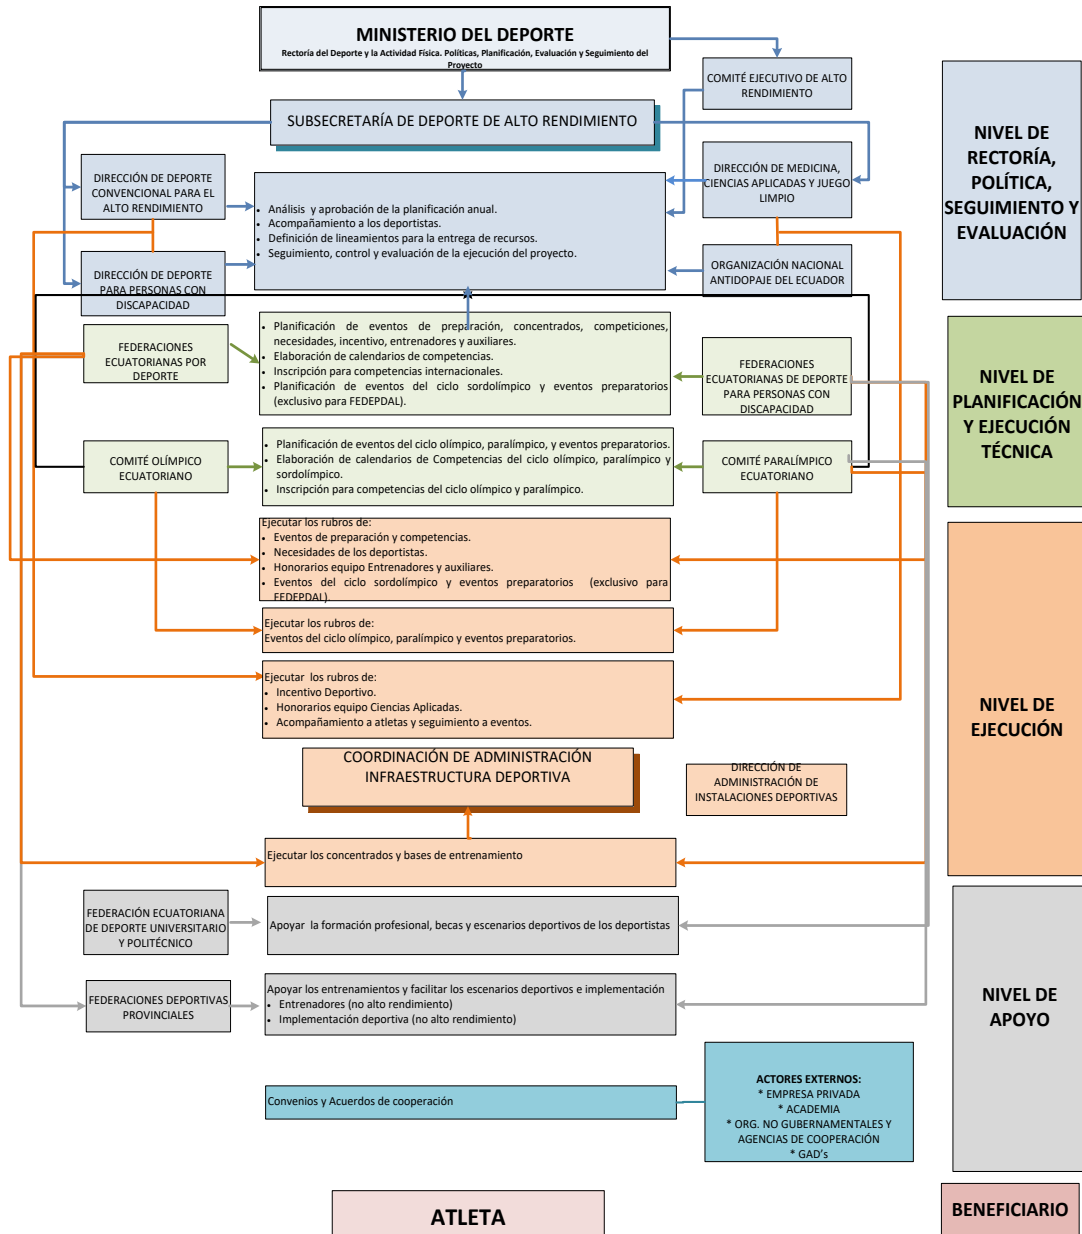 MINISTERIO DEL DEPORTE
Rectoría del Deporte y la Actividad Física. Políticas, Planificación, Evaluación y Seguimiento del
Proyecto
COMITÉ EJECUTIVO DE ALTO
RENDIMIENTO
SUBSECRETARÍA DE DEPORTE DE ALTO RENDIMIENTO
NIVEL DE
RECTORÍA,
POLÍTICA,
SEGUIMIENTO Y
EVALUACIÓN
DIRECCIÓN DE DEPORTE
CONVENCIONAL PARA EL
ALTO RENDIMIENTO
DIRECCIÓN DE MEDICINA,
CIENCIAS APLICADAS Y JUEGO
LIMPIO
• Análisis y aprobación de la planificación anual.
• Acompañamiento a los deportistas.
• Definición de lineamientos para la entrega de recursos.
• Seguimiento, control y evaluación de la ejecución del proyecto.
DIRECCIÓN DE DEPORTE
PARA PERSONAS CON
DISCAPACIDAD
ORGANIZACIÓN NACIONAL
ANTIDOPAJE DEL ECUADOR
FEDERACIONES
ECUATORIANAS POR
DEPORTE
• Planificación de eventos de preparación, concentrados, competiciones,
necesidades, incentivo, entrenadores y auxiliares.
• Elaboración de calendarios de competencias.
• Inscripción para competencias internacionales.
• Planificación de eventos del ciclo sordolímpico y eventos preparatorios
(exclusivo para FEDEPDAL).
FEDERACIONES
ECUATORIANAS DE DEPORTE
PARA PERSONAS CON
DISCAPACIDAD
NIVEL DE
PLANIFICACIÓN
Y EJECUCIÓN
TÉCNICA
COMITÉ OLÍMPICO
ECUATORIANO
• Planificación de eventos del ciclo olímpico, paralímpico, y eventos preparatorios.
• Elaboración de calendarios de Competencias del ciclo olímpico, paralímpico y
sordolímpico.
• Inscripción para competencias del ciclo olímpico y paralímpico.
COMITÉ PARALÍMPICO
ECUATORIANO
Ejecutar los rubros de:
• Eventos de preparación y competencias.
• Necesidades de los deportistas.
• Honorarios equipo Entrenadores y auxiliares.
• Eventos del ciclo sordolímpico y eventos preparatorios (exclusivo para
FEDEPDAL).
Ejecutar los rubros de:
Eventos del ciclo olímpico, paralímpico y eventos preparatorios.
Ejecutar los rubros de:
• Incentivo Deportivo.
• Honorarios equipo Ciencias Aplicadas.
• Acompañamiento a atletas y seguimiento a eventos.
NIVEL DE
EJECUCIÓN
COORDINACIÓN DE ADMINISTRACIÓN
INFRAESTRUCTURA DEPORTIVA
DIRECCIÓN DE
ADMINISTRACIÓN DE
INSTALACIONES DEPORTIVAS
Ejecutar los concentrados y bases de entrenamiento
FEDERACIÓN ECUATORIANA
DE DEPORTE UNIVERSITARIO
Y POLITÉCNICO
Apoyar la formación profesional, becas y escenarios deportivos de los deportistas
FEDERACIONES DEPORTIVAS
PROVINCIALES
Apoyar los entrenamientos y facilitar los escenarios deportivos e implementación
• Entrenadores (no alto rendimiento)
• Implementación deportiva (no alto rendimiento)
NIVEL DE
APOYO
Convenios y Acuerdos de cooperación
ACTORES EXTERNOS:
* EMPRESA PRIVADA
* ACADEMIA
* ORG. NO GUBERNAMENTALES Y
AGENCIAS DE COOPERACIÓN
* GAD's
ATLETA
BENEFICIARIO